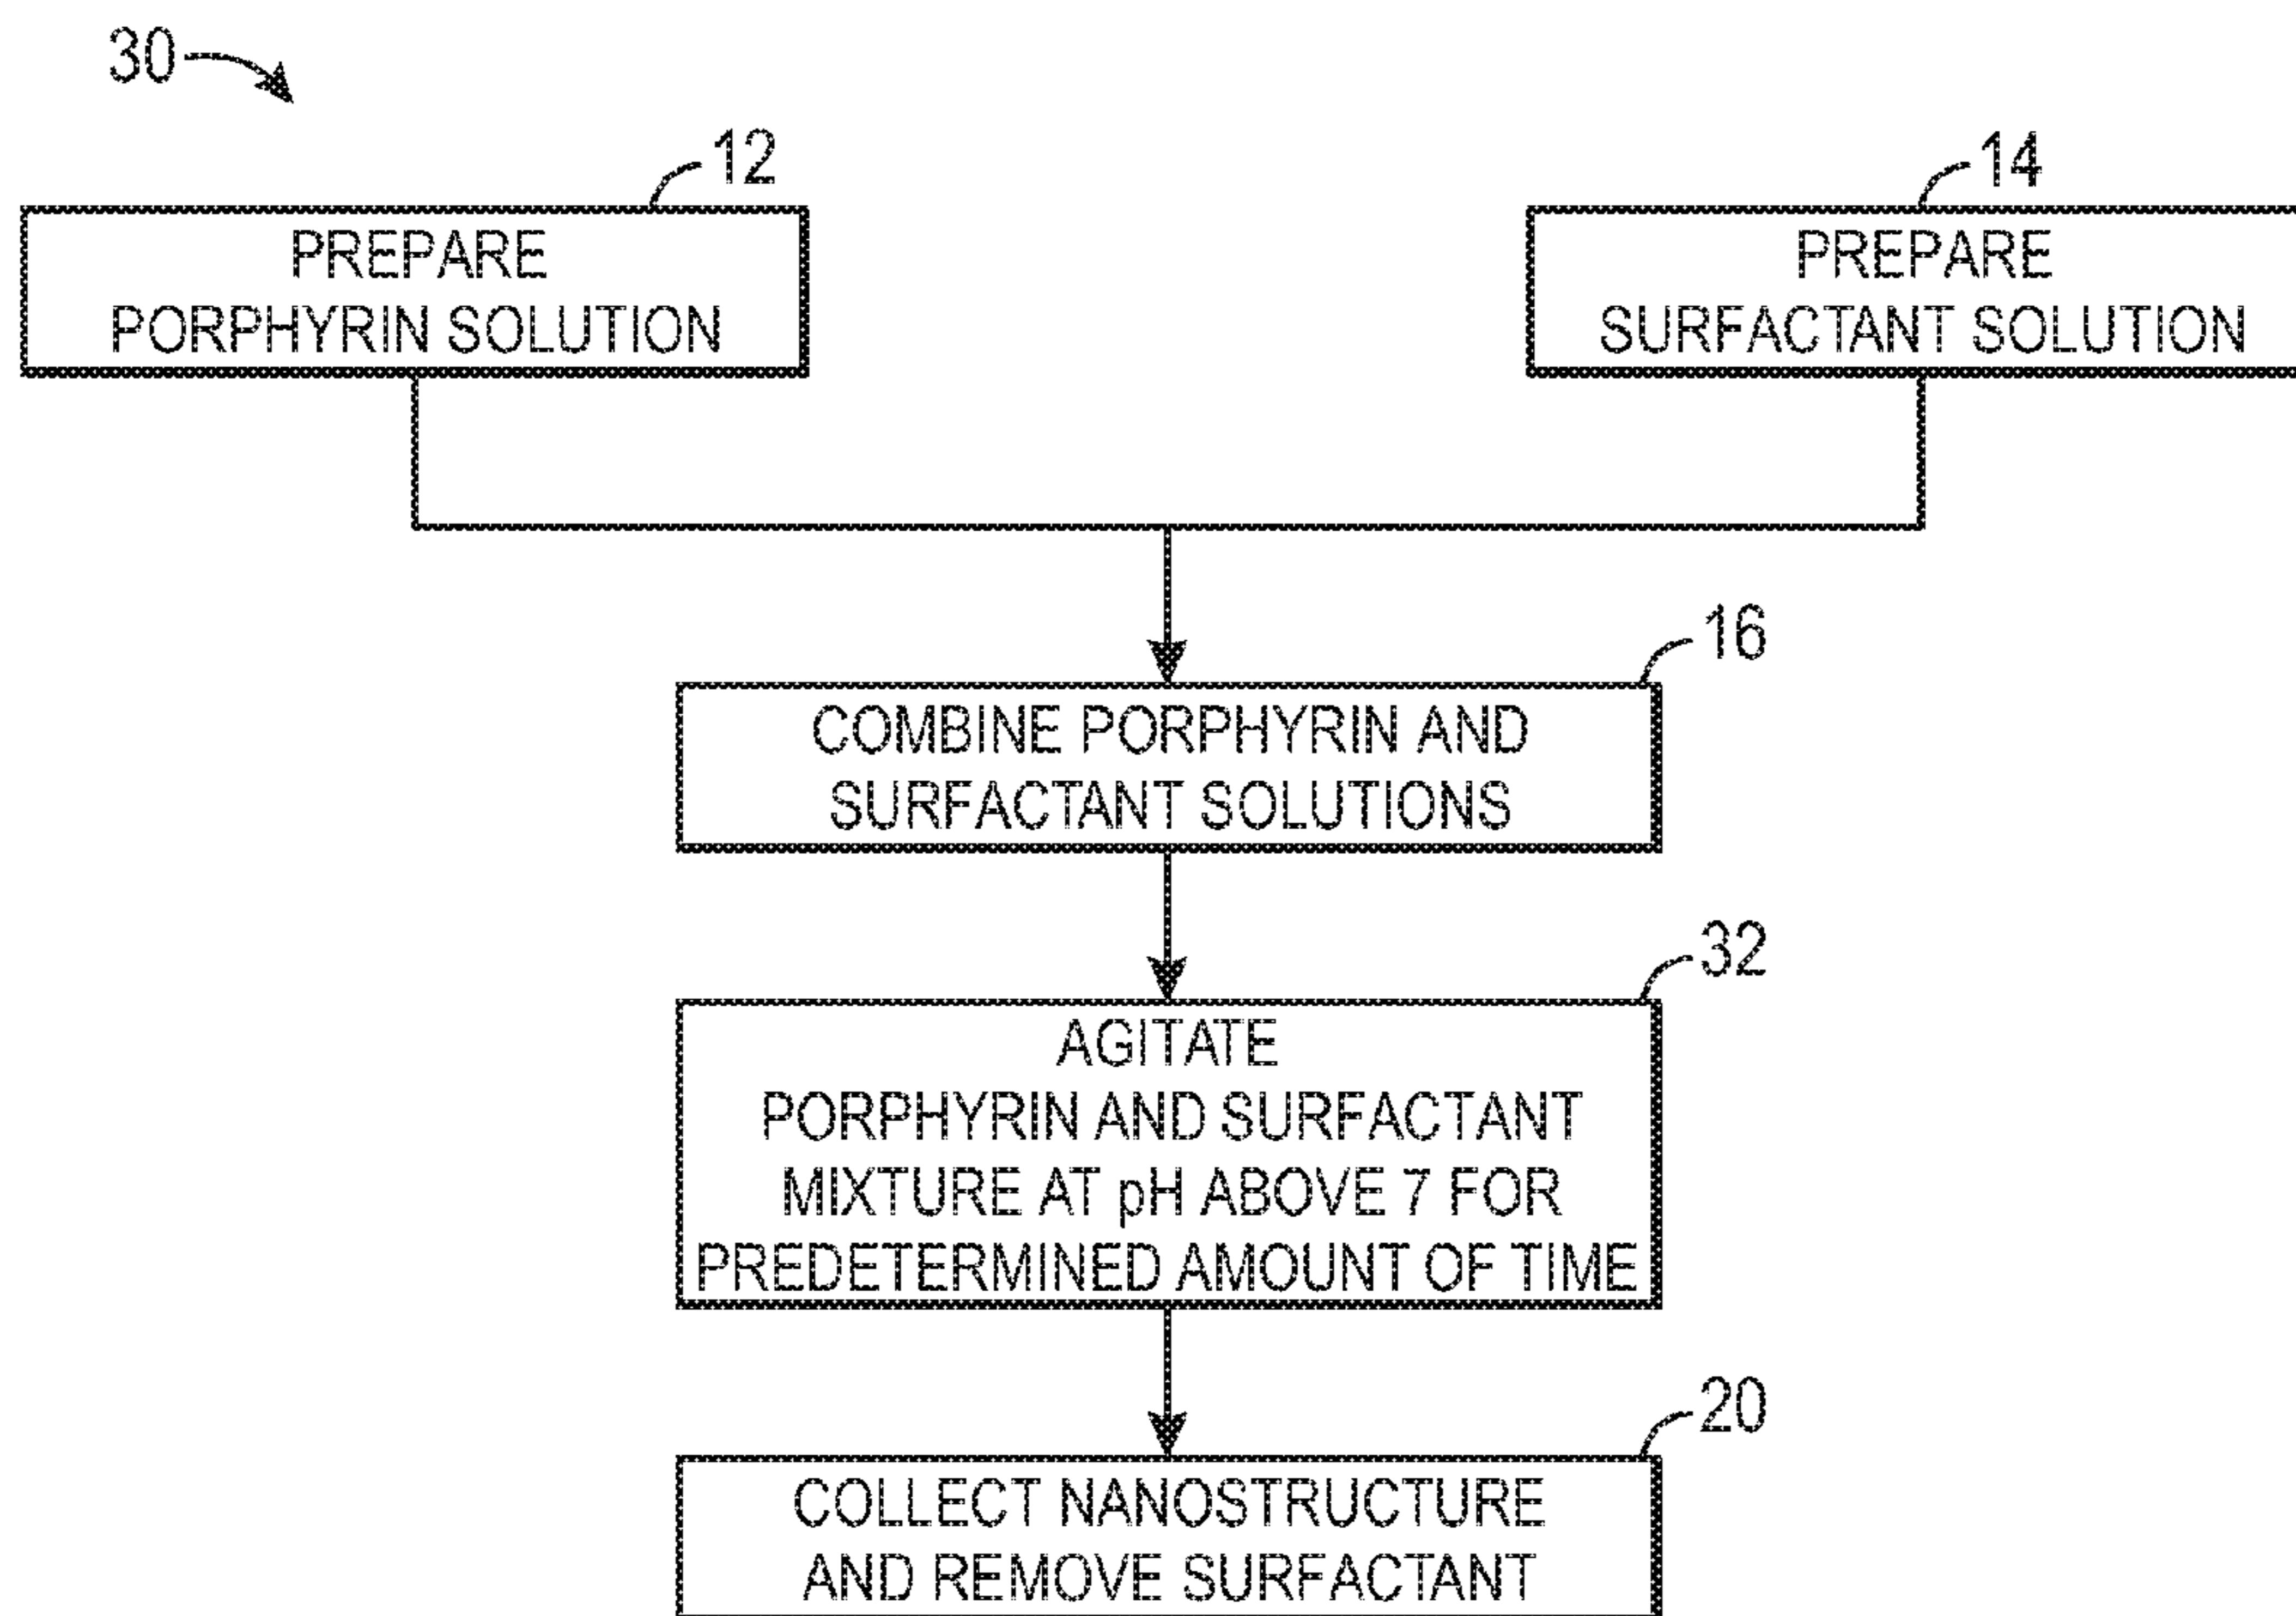 30
12
14
PREPARE
PORPHYRIN SOLUTION
PREPARE
SURFACTANT SOLUTION
16
COMBINE PORPHYRIN AND
SURFACTANT SOLUTIONS
32
AGITATE
PORPHYRIN AND SURFACTANT
MIXTURE AT pH ABOVE 7 FOR
PREDETERMINED AMOUNT OF TIME
20
COLLECT NANOSTRUCTURE
AND REMOVE SURFACTANT